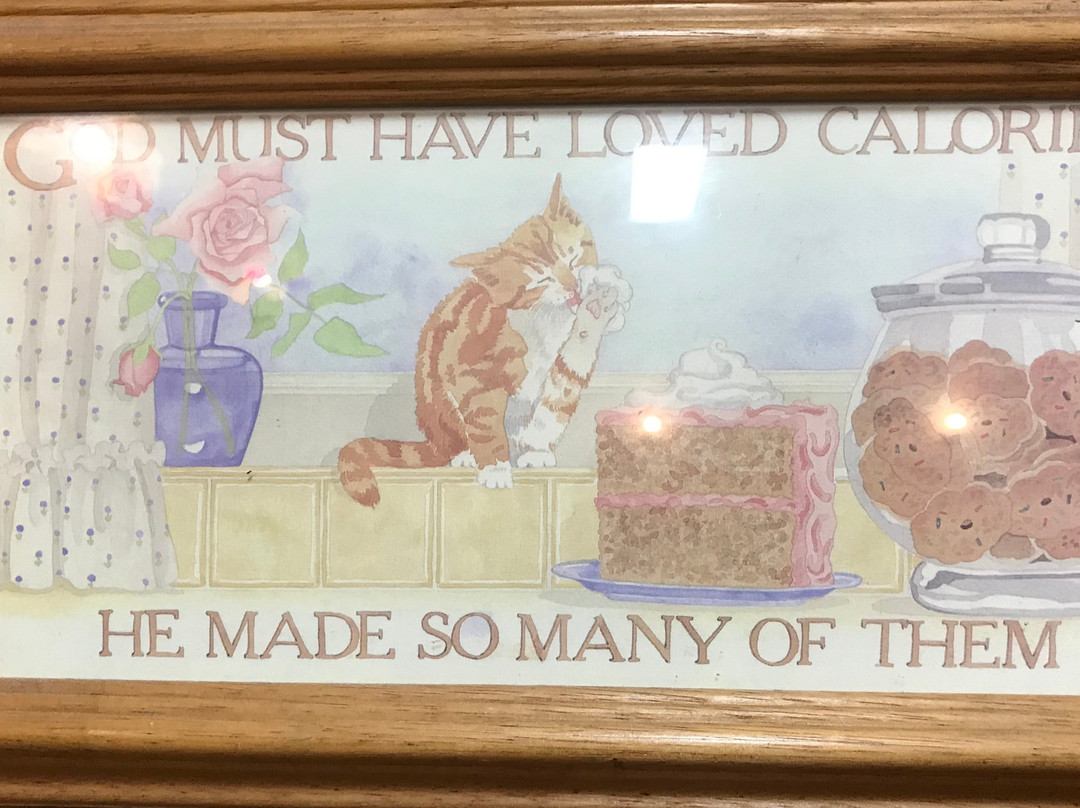 GOD MUST HAVE LOVED CALORI
HE MADE SO MANY OF THEM